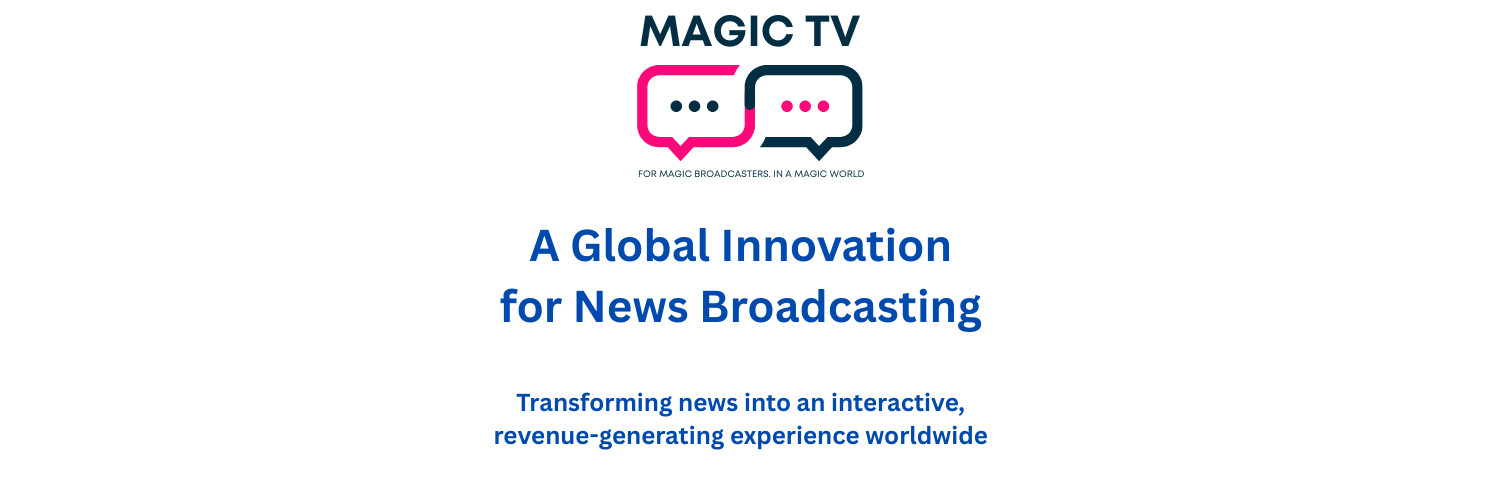 MAGIC TV
FOR MAGIC BROADCASTERS. IN A MAGIC WORLD
A Global Innovation
for News Broadcasting
Transforming news into an interactive,
revenue-generating experience worldwide